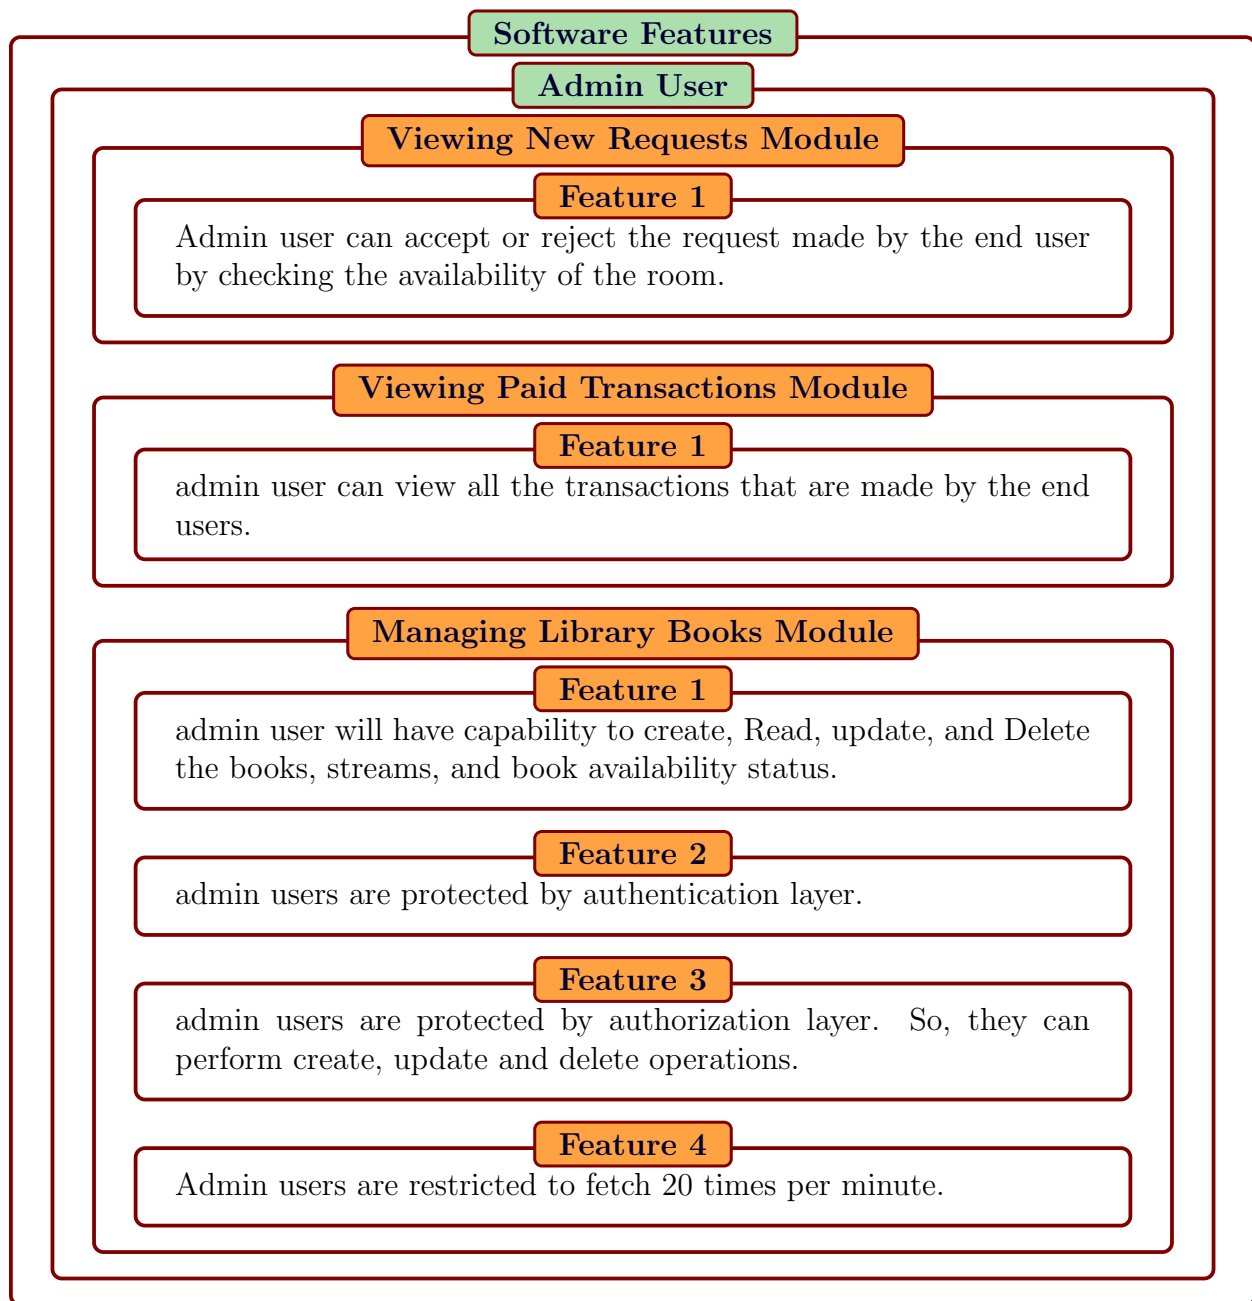 Software Features
Admin User
Viewing New Requests Module
Feature 1
Admin user can accept or reject the request made by the end user
by checking the availability of the room.
Viewing Paid Transactions Module
Feature 1
admin user can view all the transactions that are made by the end
users.
Managing Library Books Module
Feature 1
admin user will have capability to create, Read, update, and Delete
the books, streams, and book availability status.
Feature 2
admin users are protected by authentication layer.
Feature 3
admin users are protected by authorization layer. So, they can
perform create, update and delete operations.
Feature 4
Admin users are restricted to fetch 20 times per minute.